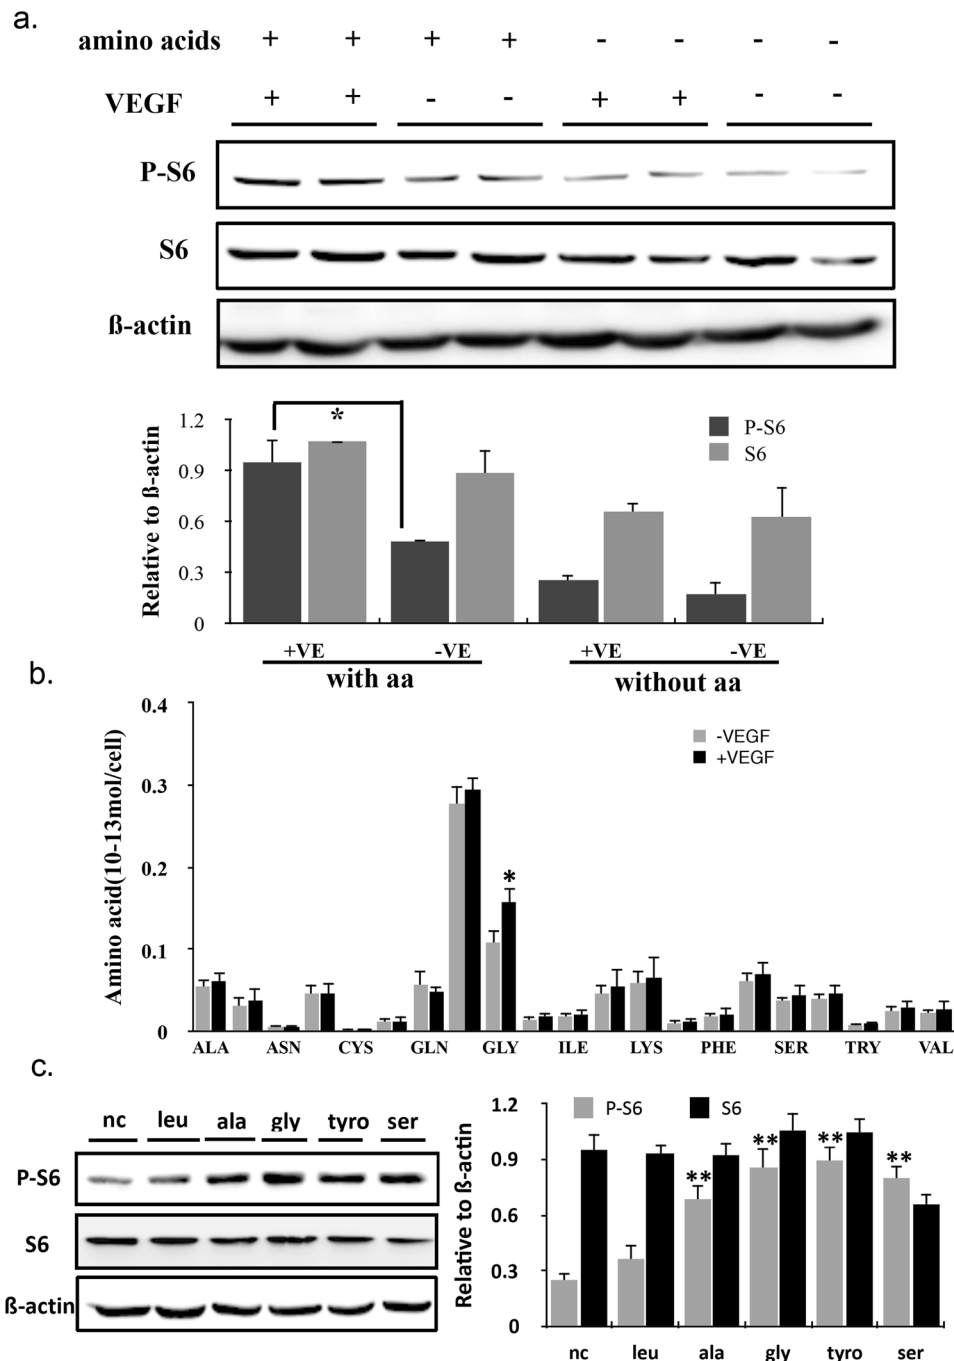 a.
amino acids + + + + - - - -
VEGF + + - - + + - -
P-S6
S6
ß-actin
Relative to ß-actin
1.2
0.9
0.6
0.3
0
*
P-S6
S6
+VE -VE +VE -VE
with aa without aa
b.
Amino acid(10-13mol/cell)
0.4
0.3
0.2
0.1
0
-VEGF
+VEGF
*
ALA ASN CYS GLN GLY ILE LYS PHE SER TRY VAL
c.
nc leu ala gly tyro ser
P-S6
S6
ß-actin
Relative to ß-actin
1.2
0.9
0.6
0.3
0
P-S6 S6
** ** ** **
nc leu ala gly tyro ser